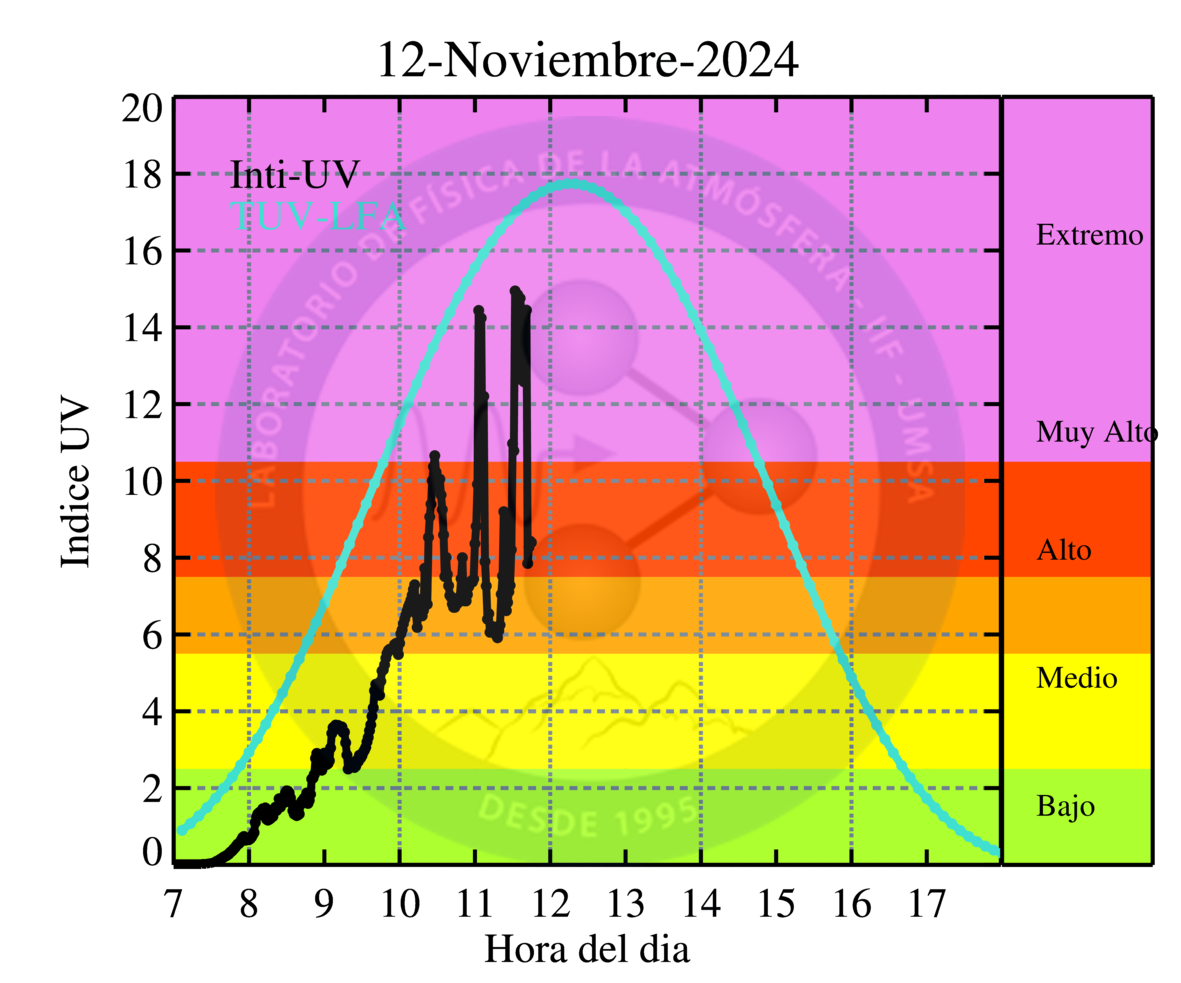 12-Noviembre-2024
20
18
16
14
12
10
8
6
4
2
0
Indice UV
Inti-UV
TUV-LFA
LABORATORIO DE FÍSICA DE LA ATMÓSFERA - IIF - UMSA
DESDE 1995
Extremo
Muy Alto
Alto
Medio
Bajo
7 8 9 10 11 12 13 14 15 16 17
Hora del dia